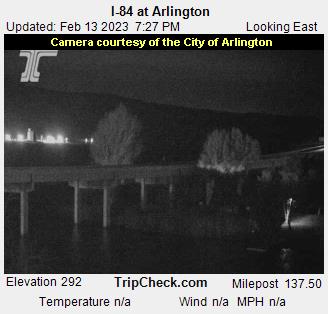 I-84 at Arlington
Updated: Feb 13 2023 7:27 PM Looking East
Camera courtesy of the City of Arlington
Elevation 292 TripCheck.com Milepost 137.50
Temperature n/a Wind n/a MPH n/a